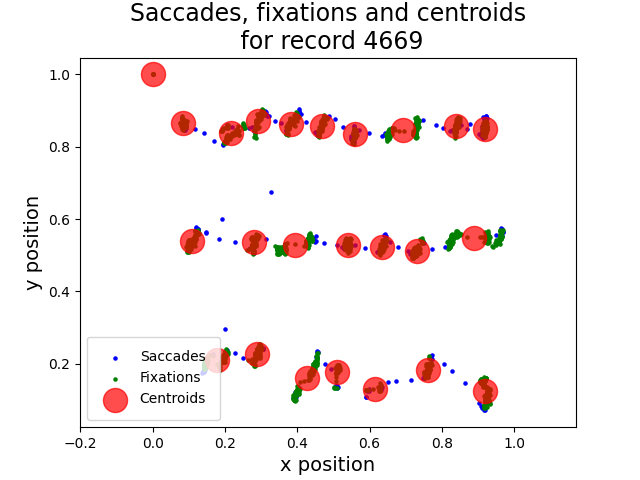 Saccades, fixations and centroids
for record 4669
1.0
0.8
0.6
0.4
0.2
y position
Saccades
Fixations
Centroids
−0.2
0.0
0.2
0.4
0.6
0.8
1.0
x position